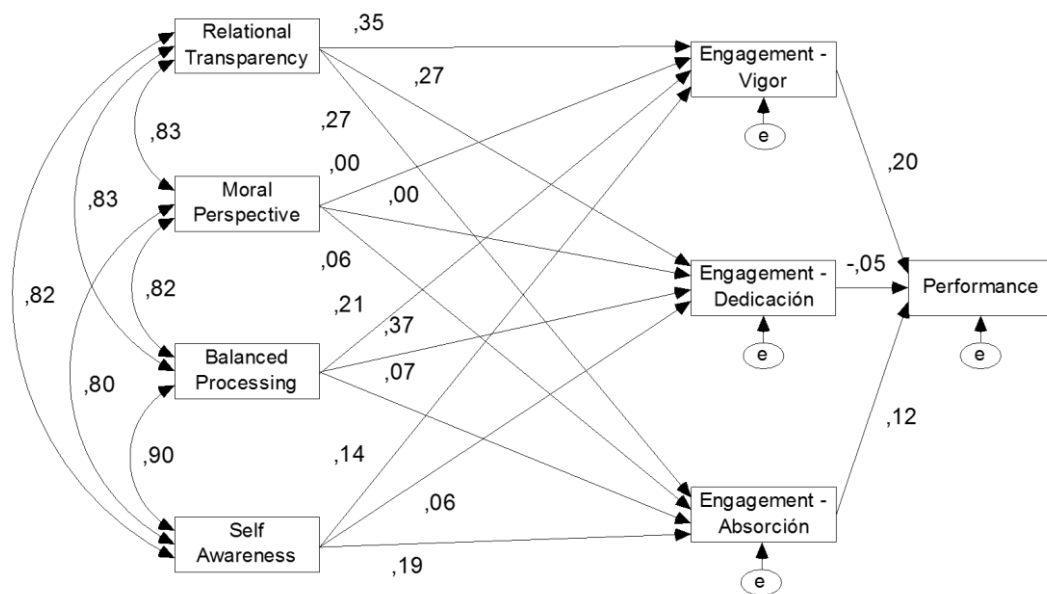 Relational
Transparency
,35
Engagement -
Vigor
,27
e
,27
,83
,00
,00
,20
Moral
Perspective
,83
,06
-,05
Engagement -
Dedicación
Performance
,82
,82
,21
,37
e
e
Balanced
Processing
,07
,80
,12
,90
,14
,06
Engagement -
Absorción
Self
Awareness
,19
e